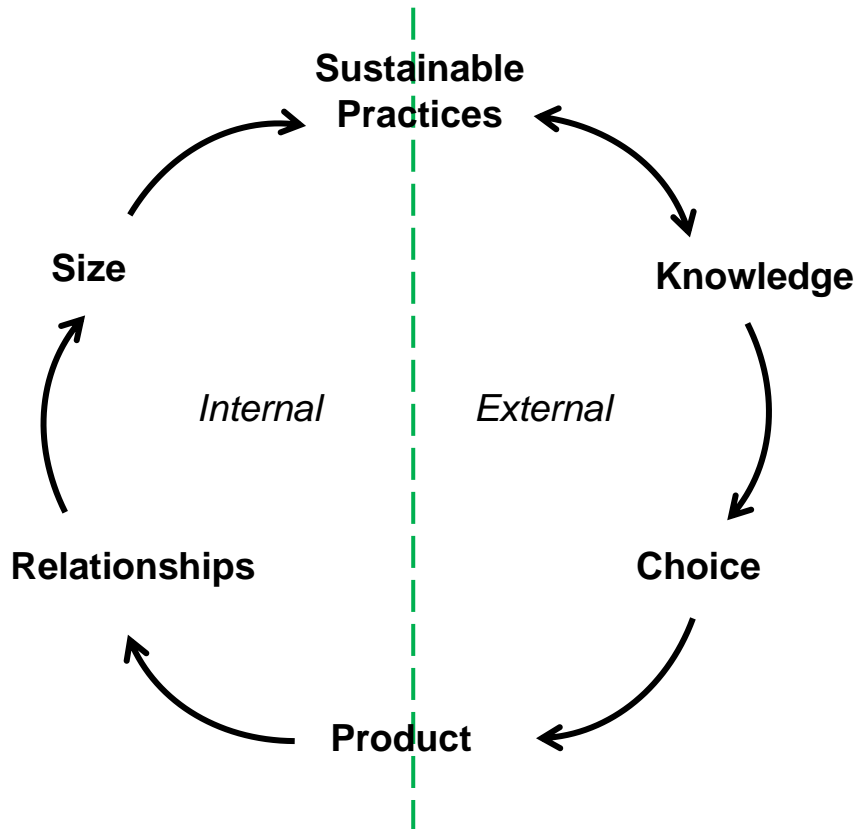 Sustainable
Practices
Size
Knowledge
Internal
External
Relationships
Choice
Product